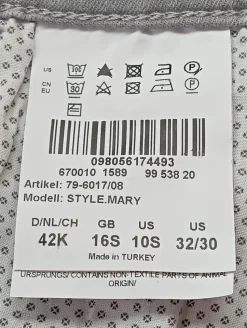 US
CN
EU
30
P
P
098056174493
670010 1589 99 538 20
Artikel: 79-6017/08
Modell: STYLE.MARY
D/NL/CH GB US US
42K 16S 10S 32/30
Made in TURKEY
URSPRUNGS/ CONTAINS NON-TEXTILE PARTS OF ANIMAL
ORIGIN/